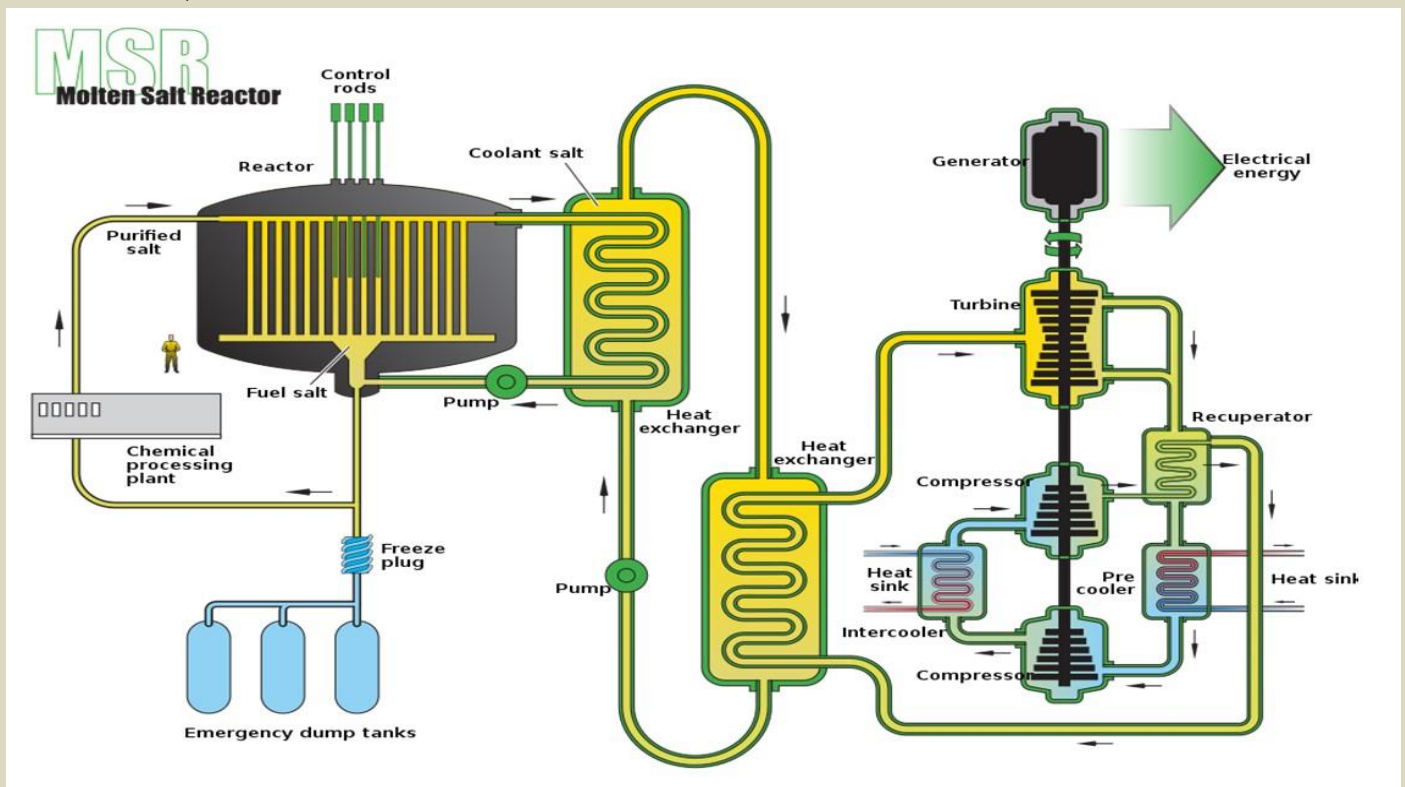 MSR
Molten Salt Reactor
Control
rods
Reactor
Coolant salt
Purified
salt
Fuel salt
Pump
Heat
exchanger
Chemical
processing
plant
Freeze
plug
Emergency dump tanks
Pump
Heat
exchanger
Generator
Electrical
energy
Turbine
Recuperator
Compressor
Heat
sink
Pre
cooler
Heat sink
Intercooler
Compressor